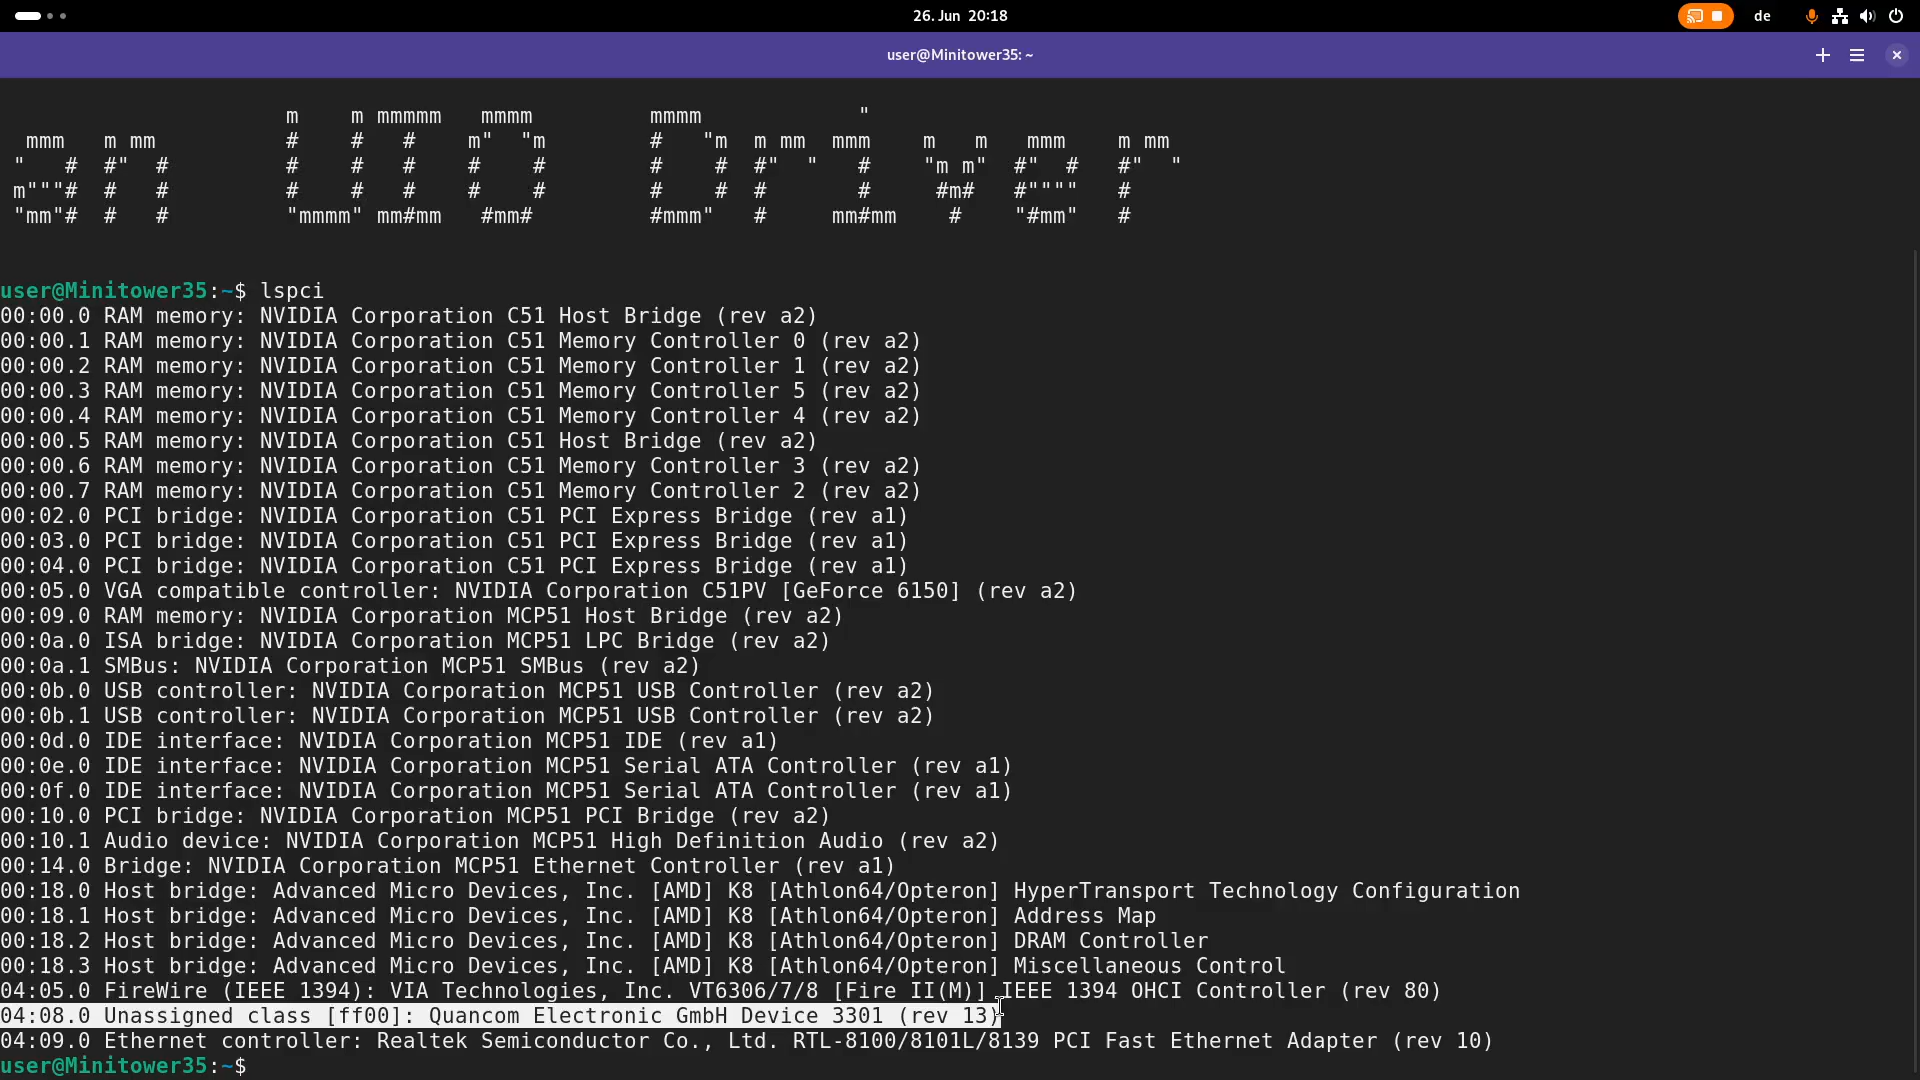 26. Jun 20:18
de
user@Minitower35: ~
an UIO Driver
user@Minitower35:~$ lspci
00:00.0 RAM memory: NVIDIA Corporation C51 Host Bridge (rev a2)
00:00.1 RAM memory: NVIDIA Corporation C51 Memory Controller 0 (rev a2)
00:00.2 RAM memory: NVIDIA Corporation C51 Memory Controller 1 (rev a2)
00:00.3 RAM memory: NVIDIA Corporation C51 Memory Controller 5 (rev a2)
00:00.4 RAM memory: NVIDIA Corporation C51 Memory Controller 4 (rev a2)
00:00.5 RAM memory: NVIDIA Corporation C51 Host Bridge (rev a2)
00:00.6 RAM memory: NVIDIA Corporation C51 Memory Controller 3 (rev a2)
00:00.7 RAM memory: NVIDIA Corporation C51 Memory Controller 2 (rev a2)
00:02.0 PCI bridge: NVIDIA Corporation C51 PCI Express Bridge (rev a1)
00:03.0 PCI bridge: NVIDIA Corporation C51 PCI Express Bridge (rev a1)
00:04.0 PCI bridge: NVIDIA Corporation C51 PCI Express Bridge (rev a1)
00:05.0 VGA compatible controller: NVIDIA Corporation C51PV [GeForce 6150] (rev a2)
00:09.0 RAM memory: NVIDIA Corporation MCP51 Host Bridge (rev a2)
00:0a.0 ISA bridge: NVIDIA Corporation MCP51 LPC Bridge (rev a2)
00:0a.1 SMBus: NVIDIA Corporation MCP51 SMBus (rev a2)
00:0b.0 USB controller: NVIDIA Corporation MCP51 USB Controller (rev a2)
00:0b.1 USB controller: NVIDIA Corporation MCP51 USB Controller (rev a2)
00:0d.0 IDE interface: NVIDIA Corporation MCP51 IDE (rev a1)
00:0e.0 IDE interface: NVIDIA Corporation MCP51 Serial ATA Controller (rev a1)
00:0f.0 IDE interface: NVIDIA Corporation MCP51 Serial ATA Controller (rev a1)
00:10.0 PCI bridge: NVIDIA Corporation MCP51 PCI Bridge (rev a2)
00:10.1 Audio device: NVIDIA Corporation MCP51 High Definition Audio (rev a2)
00:14.0 Bridge: NVIDIA Corporation MCP51 Ethernet Controller (rev a1)
00:18.0 Host bridge: Advanced Micro Devices, Inc. [AMD] K8 [Athlon64/Opteron] HyperTransport Technology Configuration
00:18.1 Host bridge: Advanced Micro Devices, Inc. [AMD] K8 [Athlon64/Opteron] Address Map
00:18.2 Host bridge: Advanced Micro Devices, Inc. [AMD] K8 [Athlon64/Opteron] DRAM Controller
00:18.3 Host bridge: Advanced Micro Devices, Inc. [AMD] K8 [Athlon64/Opteron] Miscellaneous Control
04:05.0 FireWire (IEEE 1394): VIA Technologies, Inc. VT6306/7/8 [Fire II(M)] IEEE 1394 OHCI Controller (rev 80)
04:08.0 Unassigned class [ff00]: Quancom Electronic GmbH Device 3301 (rev 13)
04:09.0 Ethernet controller: Realtek Semiconductor Co., Ltd. RTL-8100/8101L/8139 PCI Fast Ethernet Adapter (rev 10)
user@Minitower35:~$